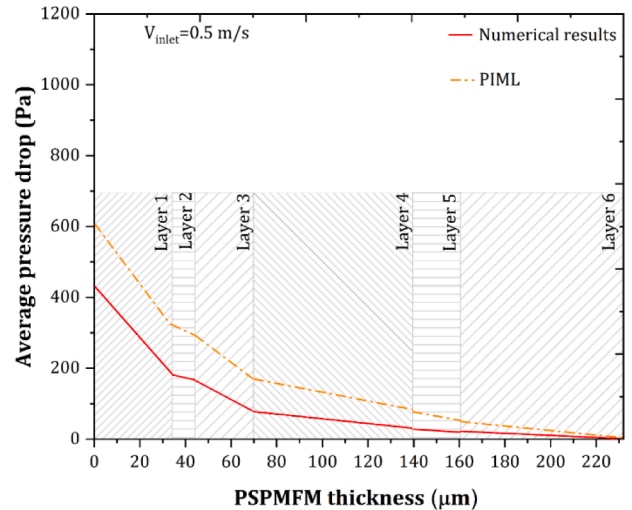 1200
1000
800
600
400
200
0
Average pressure drop (Pa)
V_inlet=0.5 m/s
Numerical results
PIML
Layer 1
Layer 2
Layer 3
Layer 4
Layer 5
Layer 6
0 20 40 60 80 100 120 140 160 180 200 220
PSPMFM thickness (μm)